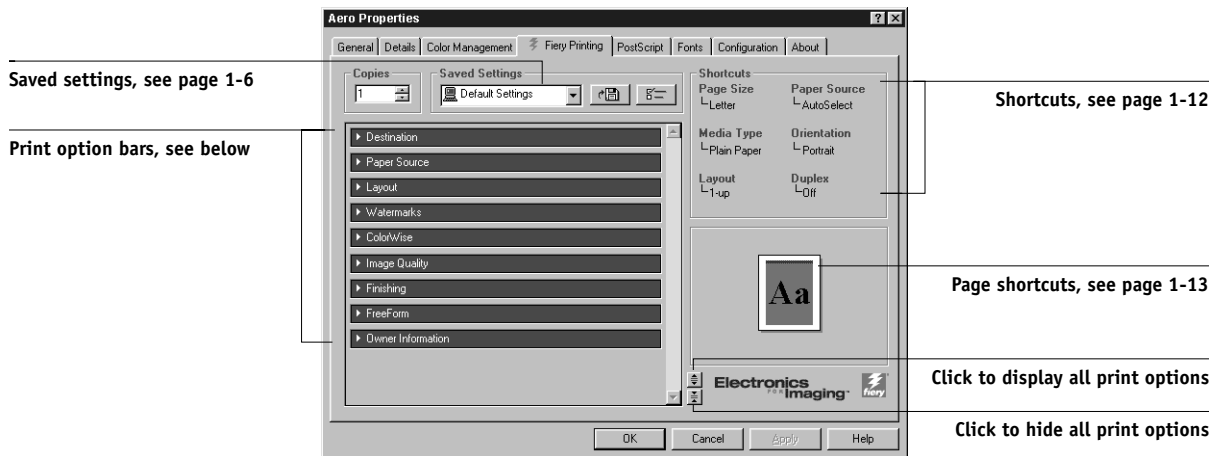 Aero Properties
General Details Color Management Fiery Printing PostScript Fonts Configuration About
Saved settings, see page 1-6
Print option bars, see below
Copies
1
Saved Settings
Default Settings
Destination
Paper Source
Layout
Watermarks
ColorWise
Image Quality
Finishing
FreeForm
Owner Information
Shortcuts
Page Size
Letter
Paper Source
AutoSelect
Media Type
Plain Paper
Orientation
Portrait
Layout
1-up
Duplex
Off
Aa
Electronics
FOR Imaging
fiery
OK Cancel Apply Help
Shortcuts, see page 1-12
Page shortcuts, see page 1-13
Click to display all print options
Click to hide all print options